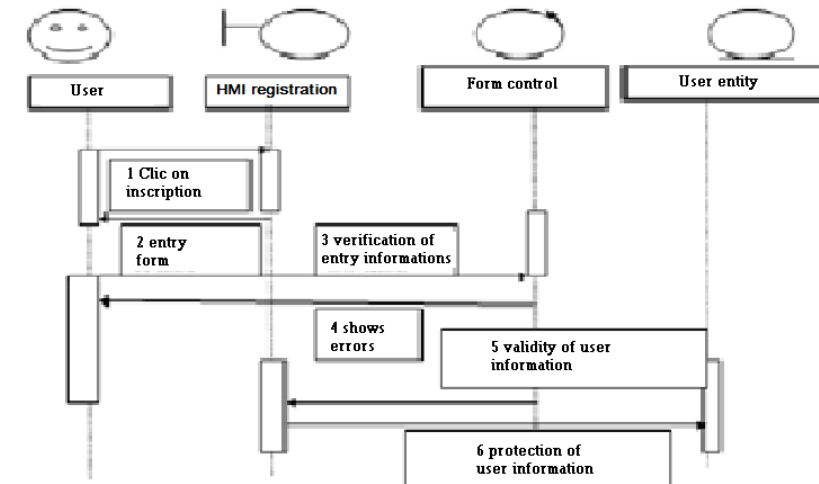 User
HMI registration
Form control
User entity
1 Clic on
inscription
2 entry
form
3 verification of
entry informations
4 shows
errors
5 validity of user
information
6 protection of
user information